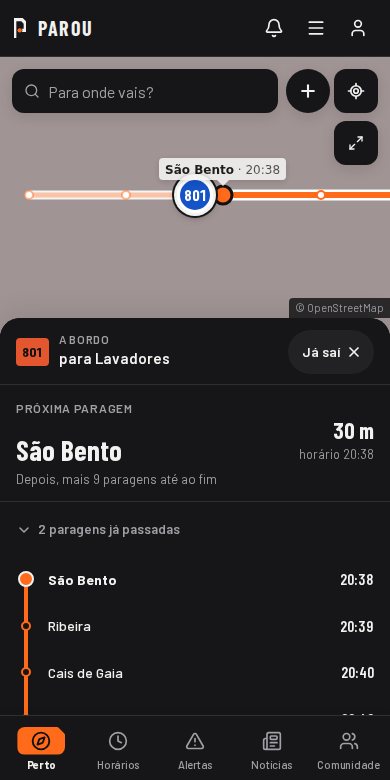 PAROU
Para onde vais?
São Bento · 20:38
801
© OpenStreetMap
801
A BORDO
para Lavadores
Já saí
PRÓXIMA PARAGEM
São Bento
30 m
horário 20:38
Depois, mais 9 paragens até ao fim
2 paragens já passadas
São Bento 20:38
Ribeira 20:39
Cais de Gaia 20:40
Perto
Horários
Alertas
Notícias
Comunidade